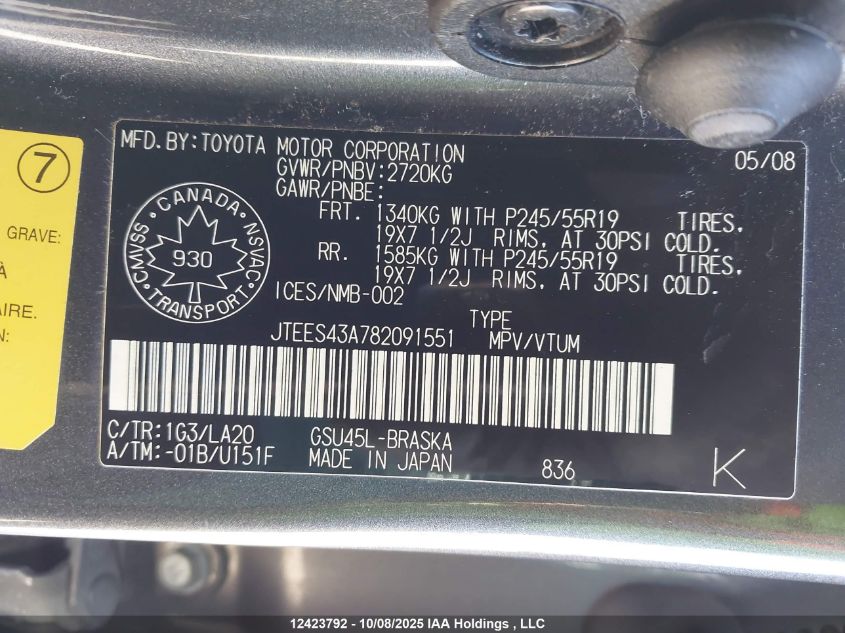 7
GRAVE:
À
AIRE.
N:
MFD.BY:TOYOTA MOTOR CORPORATION 05/08
GVWR/PNBV:2720KG
GAWR/PNBE:
FRT. 1340KG WITH P245/55R19 TIRES.
19X7 1/2J RIMS, AT 30PSI COLD.
RR. 1585KG WITH P245/55R19 TIRES.
19X7 1/2J RIMS, AT 30PSI COLD.
CANADA
CMVSS 930 NSVAC
TRANSPORT
ICES/NMB-002
JTEES43A782091551 TYPE MPV/VTUM
C/TR:1G3/LA20 GSU45L-BRASKA
A/TM:-01B/U151F MADE IN JAPAN 836 K
12423792 - 10/08/2025 IAA Holdings , LLC